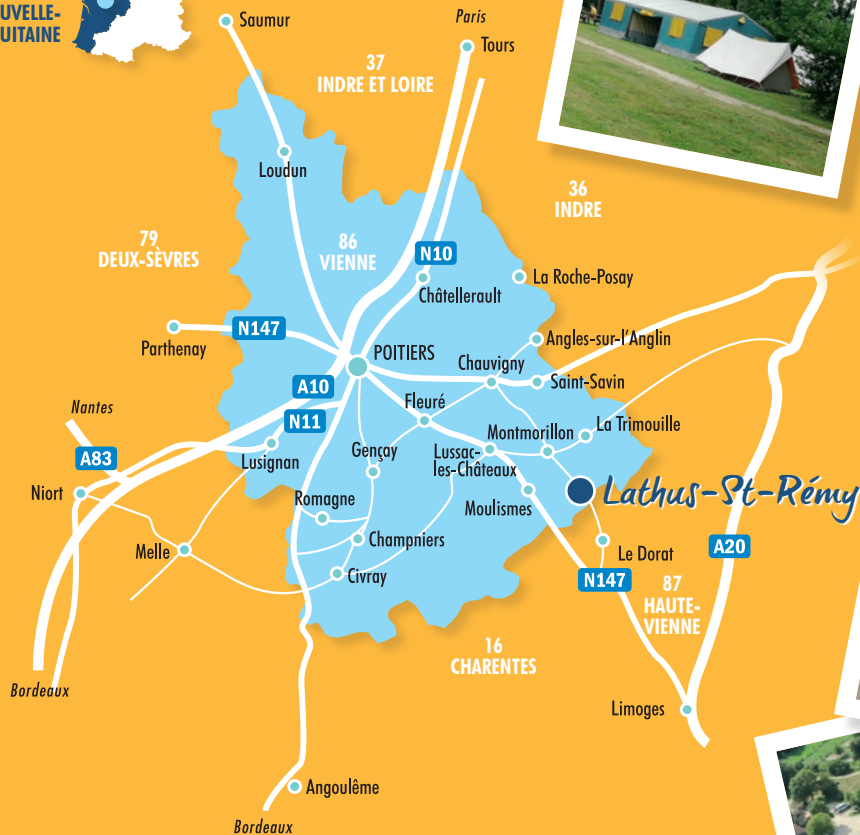 UVELLE-
UITAINE
Saumur
Paris
Tours
37
INDRE ET LOIRE
Loudun
36
INDRE
79
DEUX-SÈVRES
86
VIENNE
N10
La Roche-Posay
Châtellerault
Parthenay
N147
Angles-sur-l'Anglin
POITIERS
Chauvigny
Saint-Savin
A10
Fleuré
N11
Nantes
La Trimouille
Montmorillon
Gençay
Lussac-
les-Châteaux
A83
Lusignan
Niort
Lathus-St-Rémy
Romagne
Moulismes
Champniers
Melle
Le Dorat
A20
Civray
N147
87
HAUTE-
VIENNE
16
CHARENTES
Bordeaux
Limoges
Angoulême
Bordeaux